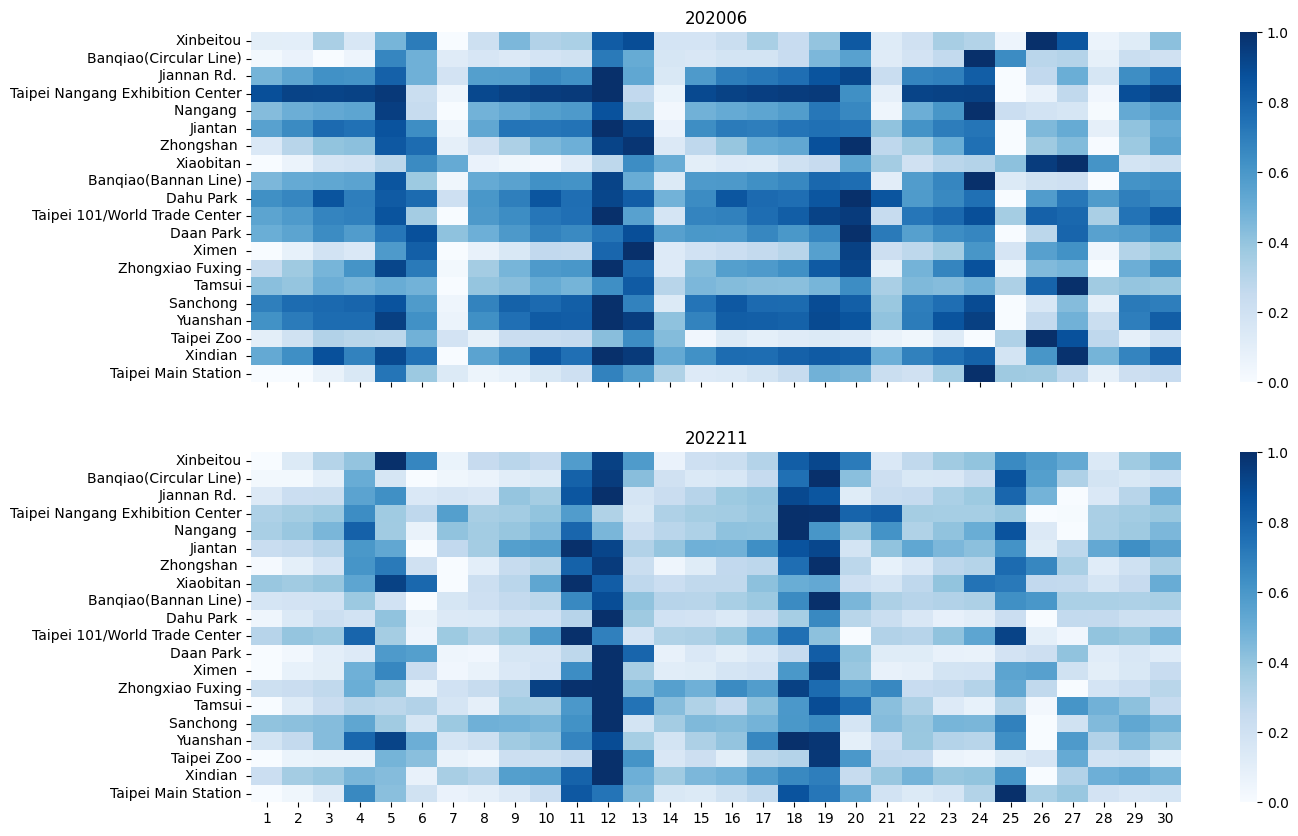 202006
Xinbeitou
Banqiao(Circular Line)
Jiannan Rd.
Taipei Nangang Exhibition Center
Nangang
Jiantan
Zhongshan
Xiaobitan
Banqiao(Bannan Line)
Dahu Park
Taipei 101/World Trade Center
Daan Park
Ximen
Zhongxiao Fuxing
Tamsui
Sanchong
Yuanshan
Taipei Zoo
Xindian
Taipei Main Station
1.0
0.8
0.6
0.4
0.2
0.0
202211
Xinbeitou
Banqiao(Circular Line)
Jiannan Rd.
Taipei Nangang Exhibition Center
Nangang
Jiantan
Zhongshan
Xiaobitan
Banqiao(Bannan Line)
Dahu Park
Taipei 101/World Trade Center
Daan Park
Ximen
Zhongxiao Fuxing
Tamsui
Sanchong
Yuanshan
Taipei Zoo
Xindian
Taipei Main Station
1 2 3 4 5 6 7 8 9 10 11 12 13 14 15 16 17 18 19 20 21 22 23 24 25 26 27 28 29 30
1.0
0.8
0.6
0.4
0.2
0.0